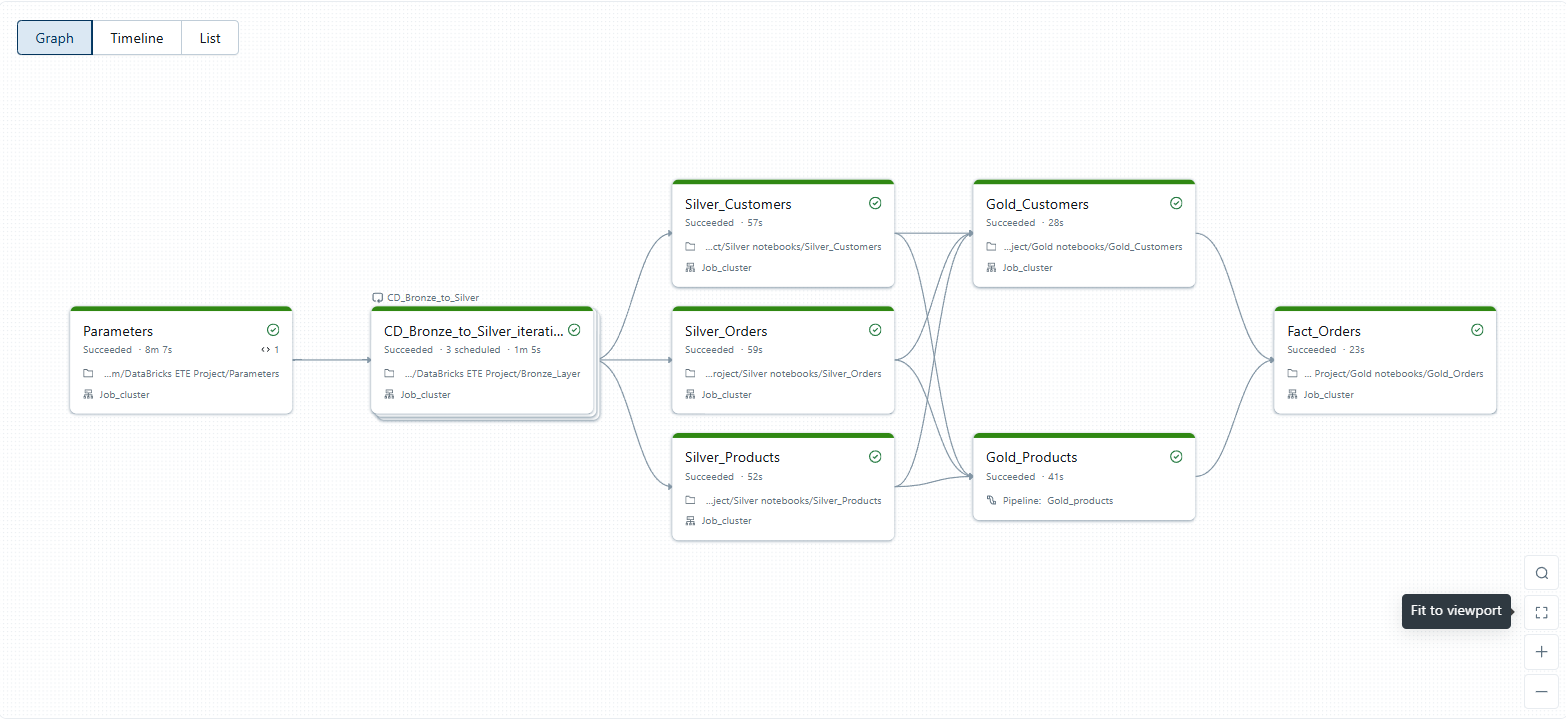 Graph Timeline List
Parameters
Succeeded · 8m 7s 1
...m/DataBricks ETE Project/Parameters
Job_cluster
CD_Bronze_to_Silver
CD_Bronze_to_Silver_iterati...
Succeeded · 3 scheduled · 1m 5s
.../DataBricks ETE Project/Bronze_Layer
Job_cluster
Silver_Customers
Succeeded · 57s
...ct/Silver notebooks/Silver_Customers
Job_cluster
Silver_Orders
Succeeded · 59s
...roject/Silver notebooks/Silver_Orders
Job_cluster
Silver_Products
Succeeded · 52s
...ject/Silver notebooks/Silver_Products
Job_cluster
Gold_Customers
Succeeded · 28s
...ject/Gold notebooks/Gold_Customers
Job_cluster
Gold_Products
Succeeded · 41s
Pipeline: Gold_products
Fact_Orders
Succeeded · 23s
... Project/Gold notebooks/Gold_Orders
Job_cluster
Fit to viewport